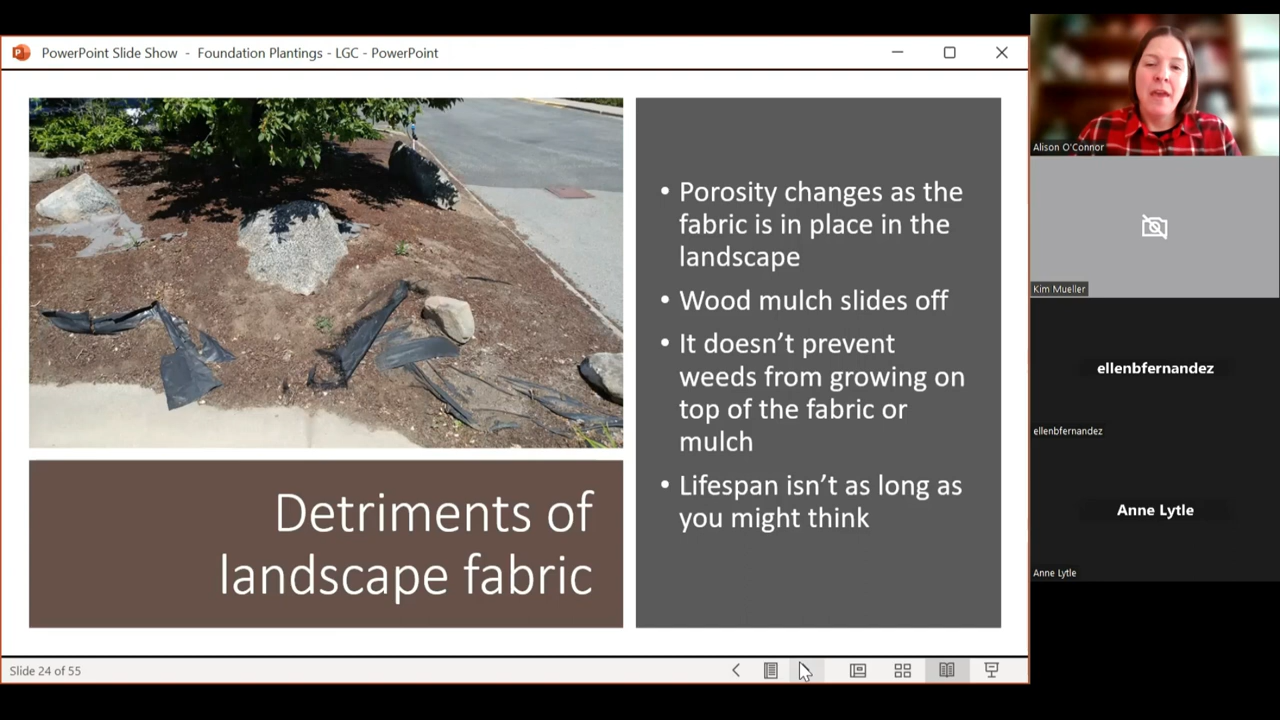 PowerPoint Slide Show - Foundation Plantings - LGC - PowerPoint
• Porosity changes as the
fabric is in place in the
landscape
• Wood mulch slides off
• It doesn't prevent
weeds from growing on
top of the fabric or
mulch
• Lifespan isn't as long as
you might think
Detriments of
landscape fabric
Slide 24 of 55
Alison O'Connor
Kim Mueller
ellenbfernandez
ellenbfernandez
Anne Lytle
Anne Lytle